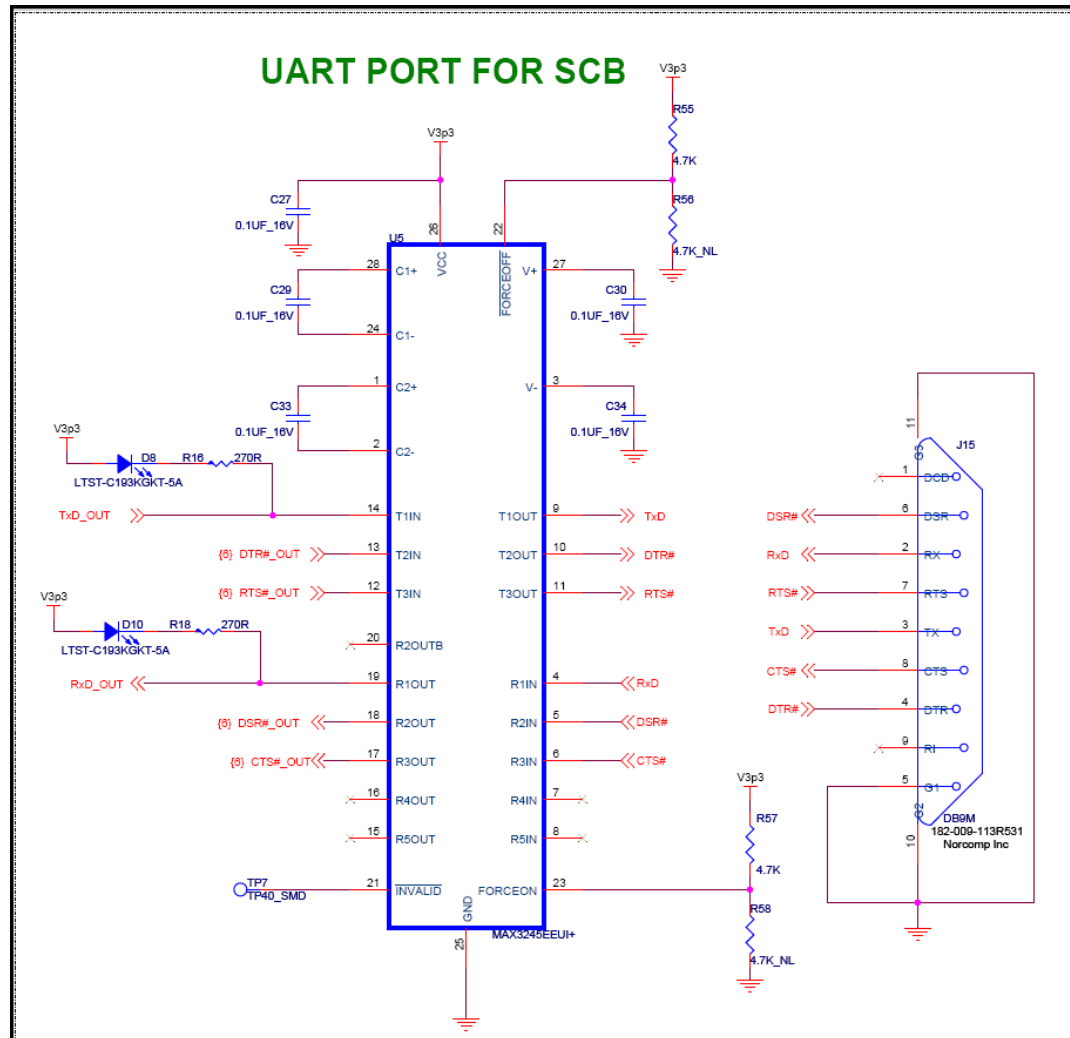 UART PORT FOR SCB
V3p3
R55
4.7K
R56
4.7K_NL
V3p3
C27
0.1UF_16V
26
22
U5
VCC
FORCEOFF
28
C1+
C29
0.1UF_16V
24
C1-
V+
27
C30
0.1UF_16V
1
C2+
C33
0.1UF_16V
2
C2-
V-
3
C34
0.1UF_16V
V3p3
D8
R16
270R
LTST-C193KGKT-5A
TxD_OUT
14
T1IN
T1OUT
9
TxD
{6} DTR#_OUT
13
T2IN
T2OUT
10
DTR#
{6} RTS#_OUT
12
T3IN
T3OUT
11
RTS#
V3p3
D10
R18
270R
LTST-C193KGKT-5A
20
R2OUTB
RxD_OUT
19
R1OUT
R1IN
4
RxD
{6} DSR#_OUT
18
R2OUT
R2IN
5
DSR#
{6} CTS#_OUT
17
R3OUT
R3IN
6
CTS#
16
R4OUT
R4IN
7
15
R5OUT
R5IN
8
TP7
TP40_SMD
21
INVALID
FORCEON
23
GND
25
MAX3245EEUI+
V3p3
R57
4.7K
R58
4.7K_NL
11
G3
J15
1
DCD
DSR#
6
DSR
RxD
2
RX
RTS#
7
RTS
TxD
3
TX
CTS#
8
CTS
DTR#
4
DTR
9
RI
5
G1
G2
10
DB9M
182-009-113R531
Norcomp Inc